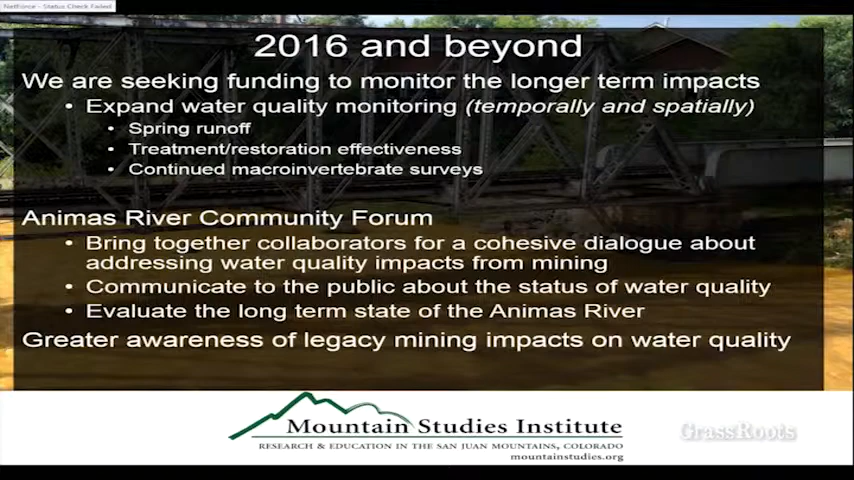 NetForce - Status Check Failed
2016 and beyond
We are seeking funding to monitor the longer term impacts
• Expand water quality monitoring (temporally and spatially)
• Spring runoff
• Treatment/restoration effectiveness
• Continued macroinvertebrate surveys
Animas River Community Forum
• Bring together collaborators for a cohesive dialogue about
addressing water quality impacts from mining
• Communicate to the public about the status of water quality
• Evaluate the long term state of the Animas River
Greater awareness of legacy mining impacts on water quality
Mountain Studies Institute
RESEARCH & EDUCATION IN THE SAN JUAN MOUNTAINS, COLORADO
mountainstudies.org
GrassRoots